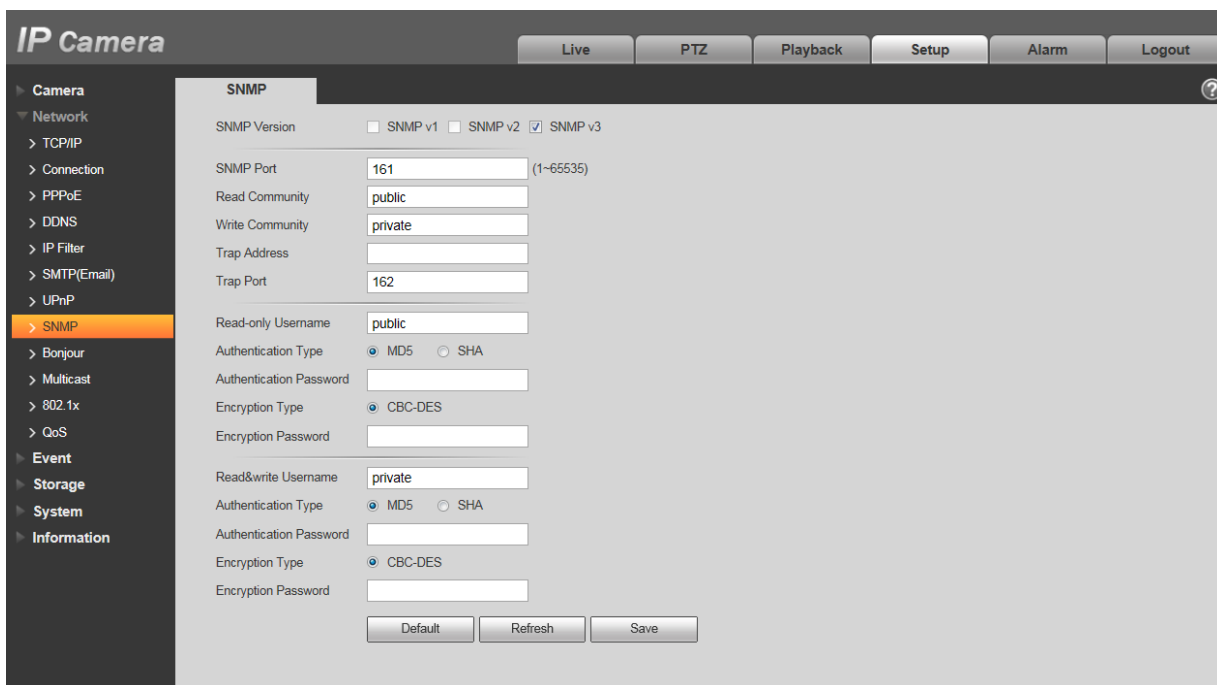 IP Camera
Live PTZ Playback Setup Alarm Logout
Camera
Network
TCP/IP
Connection
PPPoE
DDNS
IP Filter
SMTP(Email)
UPnP
SNMP
Bonjour
Multicast
802.1x
QoS
Event
Storage
System
Information
SNMP
?
SNMP Version SNMP v1 SNMP v2 SNMP v3
SNMP Port 161 (1~65535)
Read Community public
Write Community private
Trap Address
Trap Port 162
Read-only Username public
Authentication Type MD5 SHA
Authentication Password
Encryption Type CBC-DES
Encryption Password
Read&write Username private
Authentication Type MD5 SHA
Authentication Password
Encryption Type CBC-DES
Encryption Password
Default Refresh Save